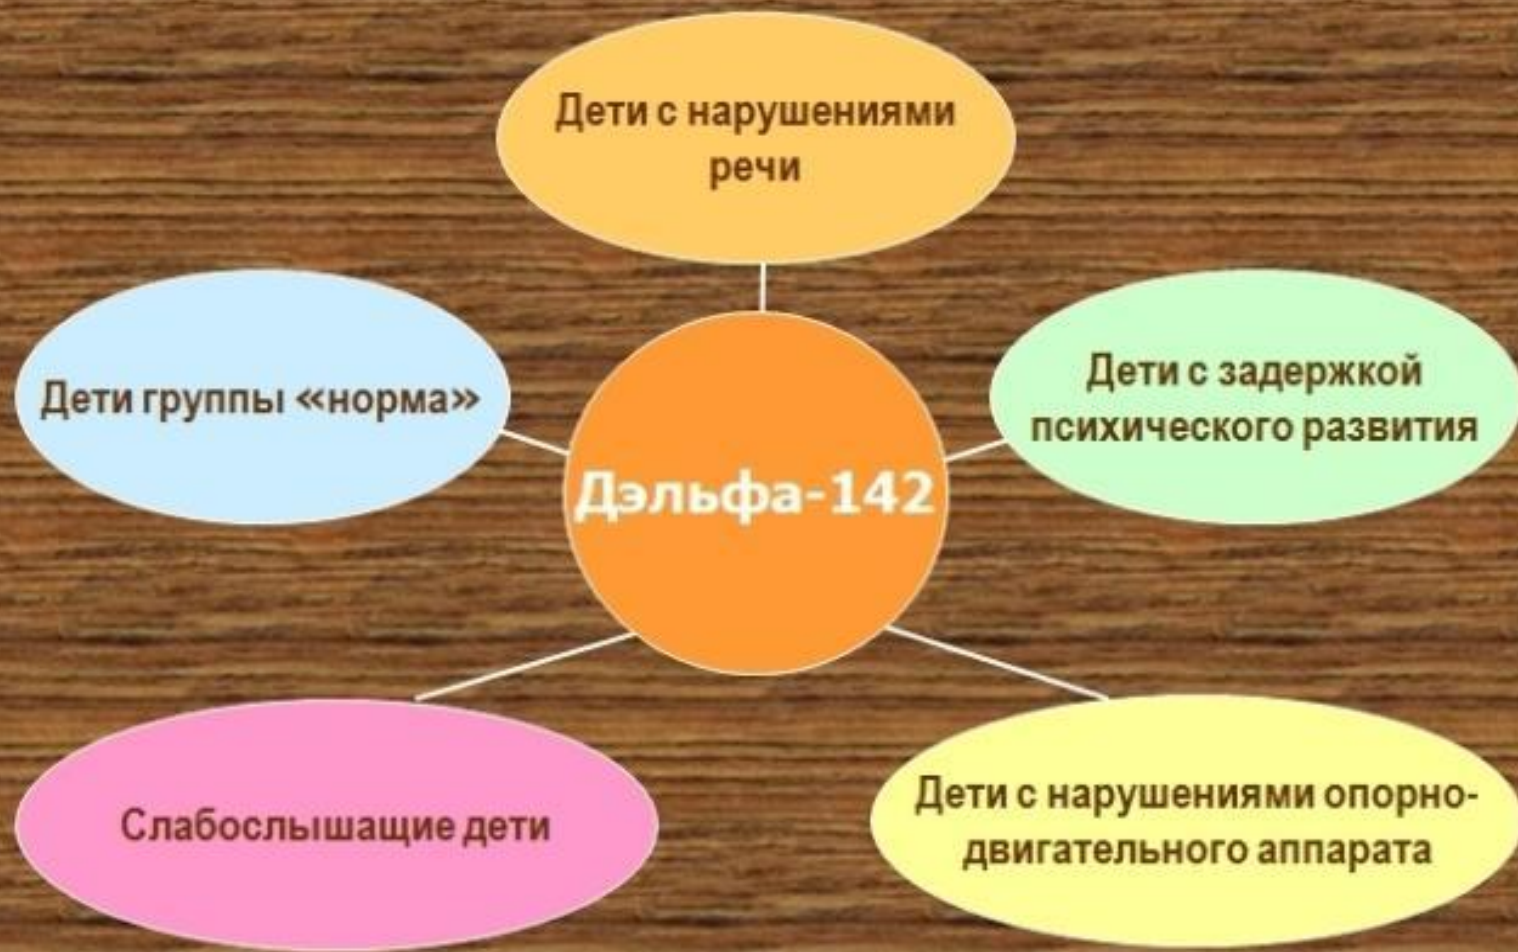 Дети с нарушениями
речи
Дети группы «норма»
Дети с задержкой
психического развития
Дэльфа-142
Слабослышащие дети
Дети с нарушениями опорно-
двигательного аппарата